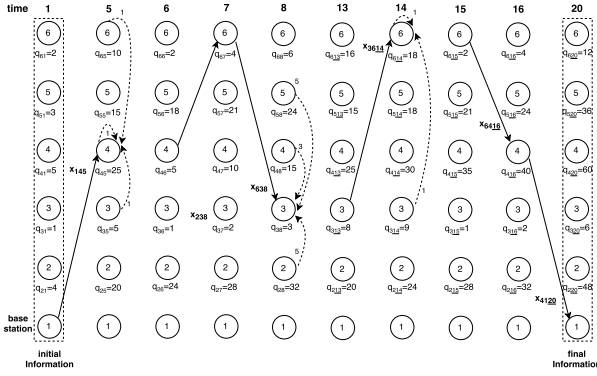 time 1 5 6 7 8 13 14 15 16 20
1 1
6 6 6 6 6 6 6 6 6 6
q61=2 q65=10 q66=2 q67=4 q68=6 q613=16 x3614 q614=18 q615=2 q616=4 q620=12
5 5 5 5 5 5 5 5 5 5 5
q51=3 q55=15 q56=18 q57=21 q58=24 q513=15 q514=18 q515=21 q516=24 q520=36
1 x6416
4 4 4 4 4 3 4 4 4 4 4
x145 q41=5 q45=25 q46=5 q47=10 q48=15 q413=25 q414=30 q415=35 q416=40 q420=60
x638
3 3 3 3 3 3 3 3 3 3
x238
q31=1 q35=5 1 q36=1 q37=2 q38=3 q313=8 q314=9 1 q315=1 q316=2 q320=6
2 2 2 2 2 5 2 2 2 2 2
q21=4 q25=20 q26=24 q27=28 q28=32 q213=20 q214=24 q215=28 q216=32 q220=48
x4120
base
station 1 1 1 1 1 1 1 1 1 1
initial
Information
final
Information